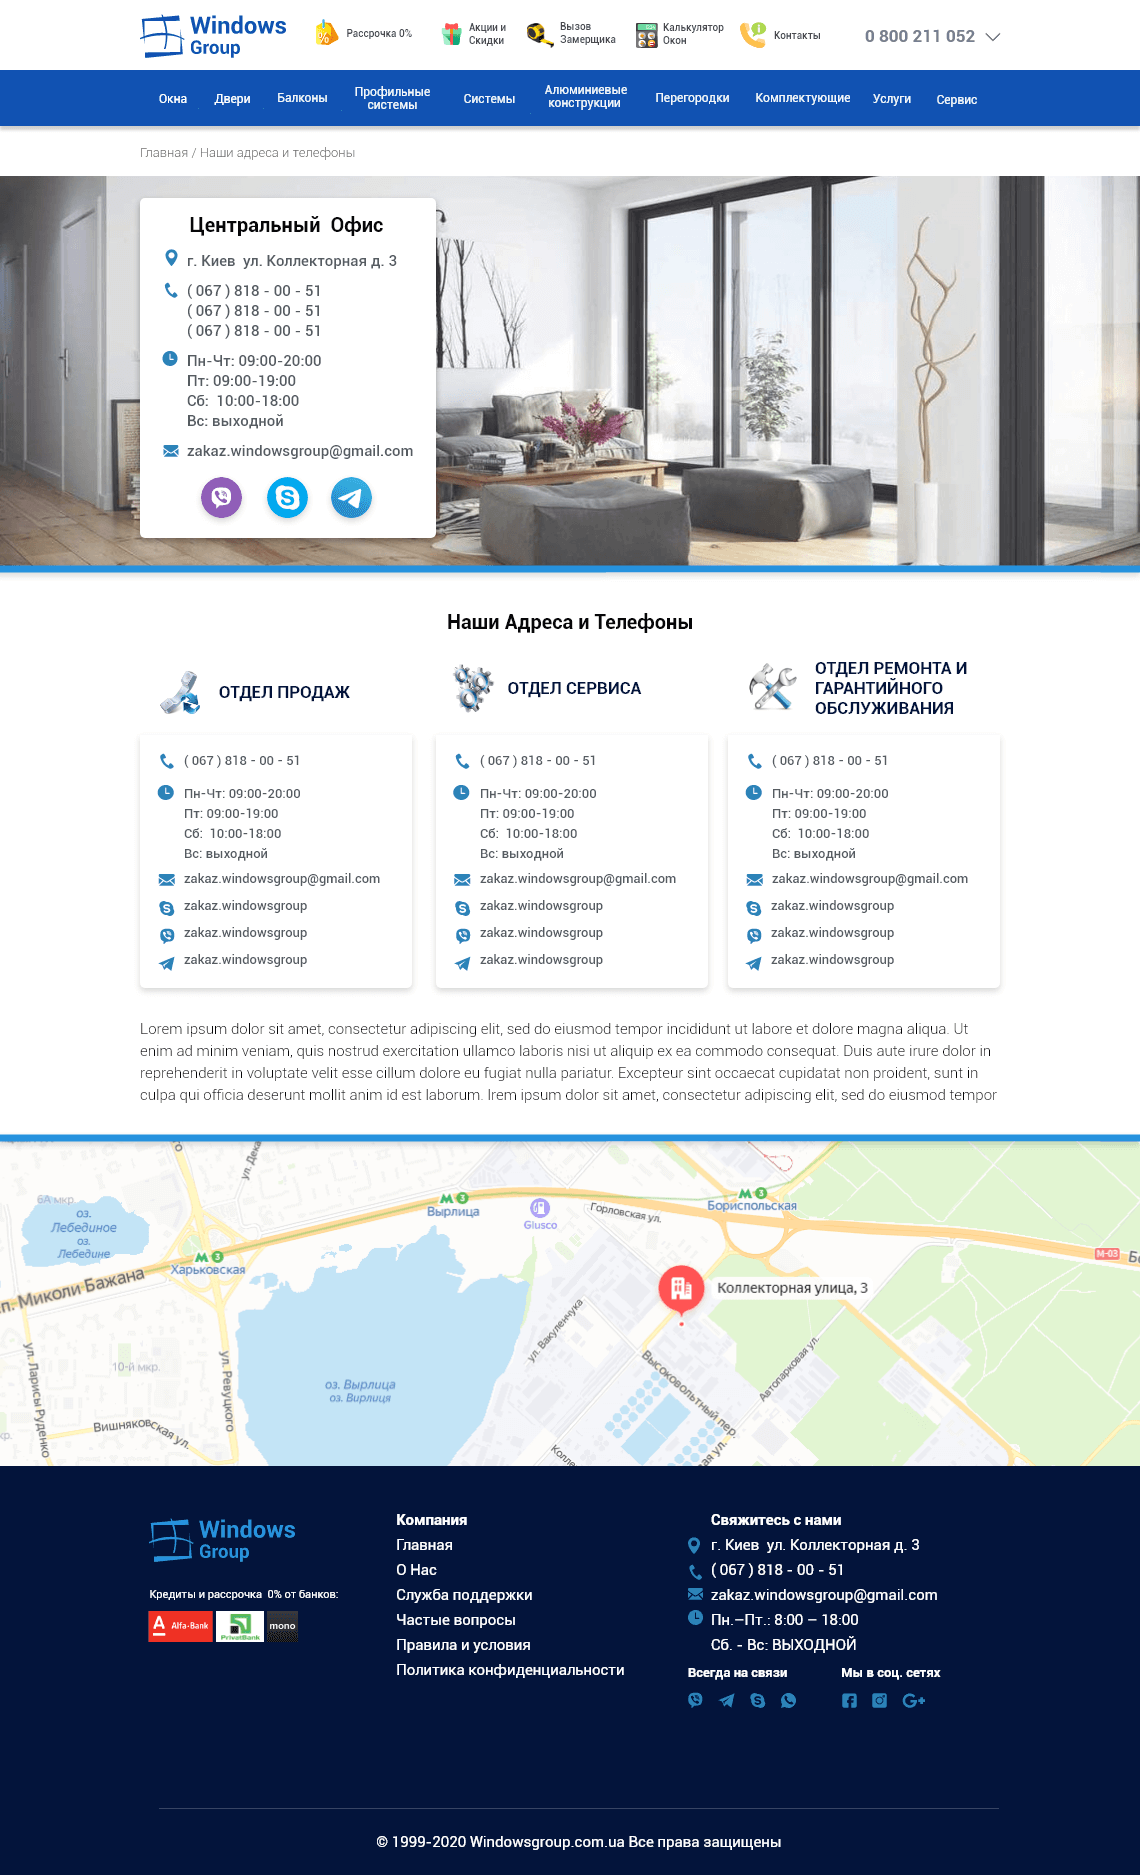 Windows
Group
Рассрочка 0%
Акции и
Скидки
Вызов
Замерщика
Калькулятор
Окон
Контакты
0 800 211 052
Окна
Двери
Балконы
Профильные
системы
Системы
Алюминиевые
конструкции
Перегородки
Комплектующие
Услуги
Сервис
Главная / Наши адреса и телефоны
Центральный Офис
г. Киев ул. Коллекторная д. 3
( 067 ) 818 - 00 - 51
( 067 ) 818 - 00 - 51
( 067 ) 818 - 00 - 51
Пн-Чт: 09:00-20:00
Пт: 09:00-19:00
Сб: 10:00-18:00
Вс: выходной
zakaz.windowsgroup@gmail.com
Наши Адреса и Телефоны
ОТДЕЛ ПРОДАЖ
( 067 ) 818 - 00 - 51
Пн-Чт: 09:00-20:00
Пт: 09:00-19:00
Сб: 10:00-18:00
Вс: выходной
zakaz.windowsgroup@gmail.com
zakaz.windowsgroup
zakaz.windowsgroup
zakaz.windowsgroup
ОТДЕЛ СЕРВИСА
( 067 ) 818 - 00 - 51
Пн-Чт: 09:00-20:00
Пт: 09:00-19:00
Сб: 10:00-18:00
Вс: выходной
zakaz.windowsgroup@gmail.com
zakaz.windowsgroup
zakaz.windowsgroup
zakaz.windowsgroup
ОТДЕЛ РЕМОНТА И
ГАРАНТИЙНОГО
ОБСЛУЖИВАНИЯ
( 067 ) 818 - 00 - 51
Пн-Чт: 09:00-20:00
Пт: 09:00-19:00
Сб: 10:00-18:00
Вс: выходной
zakaz.windowsgroup@gmail.com
zakaz.windowsgroup
zakaz.windowsgroup
zakaz.windowsgroup
Lorem ipsum dolor sit amet, consectetur adipiscing elit, sed do eiusmod tempor incididunt ut labore et dolore magna aliqua. Ut
enim ad minim veniam, quis nostrud exercitation ullamco laboris nisi ut aliquip ex ea commodo consequat. Duis aute irure dolor in
reprehenderit in voluptate velit esse cillum dolore eu fugiat nulla pariatur. Excepteur sint occaecat cupidatat non proident, sunt in
culpa qui officia deserunt mollit anim id est laborum. lrem ipsum dolor sit amet, consectetur adipiscing elit, sed do eiusmod tempor
ул. Дека
6А мкр.
оз.
Лебединое
оз.
Лебедине
М 3
Вырлица
Glusco
Горловская ул.
М 3
Бориспольская
М-03
Бо
М 3
Харьковская
п. Миколи Бажана
Коллекторная улица, 3
ул. Вакуленчука
ул. Ларисы Руденко
10-й мкр.
ул. Ревуцкого
оз. Вырлица
оз. Вирлиця
Высоковольтный пер.
Автопарковая ул.
Вишняковская ул.
Колле
ая ул.
кр.
Windows
Group
Кредиты и рассрочка 0% от банков:
A Alfa-Bank
PrivatBank
mono
Компания
Главная
О Нас
Служба поддержки
Частые вопросы
Правила и условия
Политика конфиденциальности
Свяжитесь с нами
г. Киев ул. Коллекторная д. 3
( 067 ) 818 - 00 - 51
zakaz.windowsgroup@gmail.com
Пн.–Пт.: 8:00 – 18:00
Сб. - Вс: ВЫХОДНОЙ
Всегда на связи
Мы в соц. сетях
G+
© 1999-2020 Windowsgroup.com.ua Все права защищены